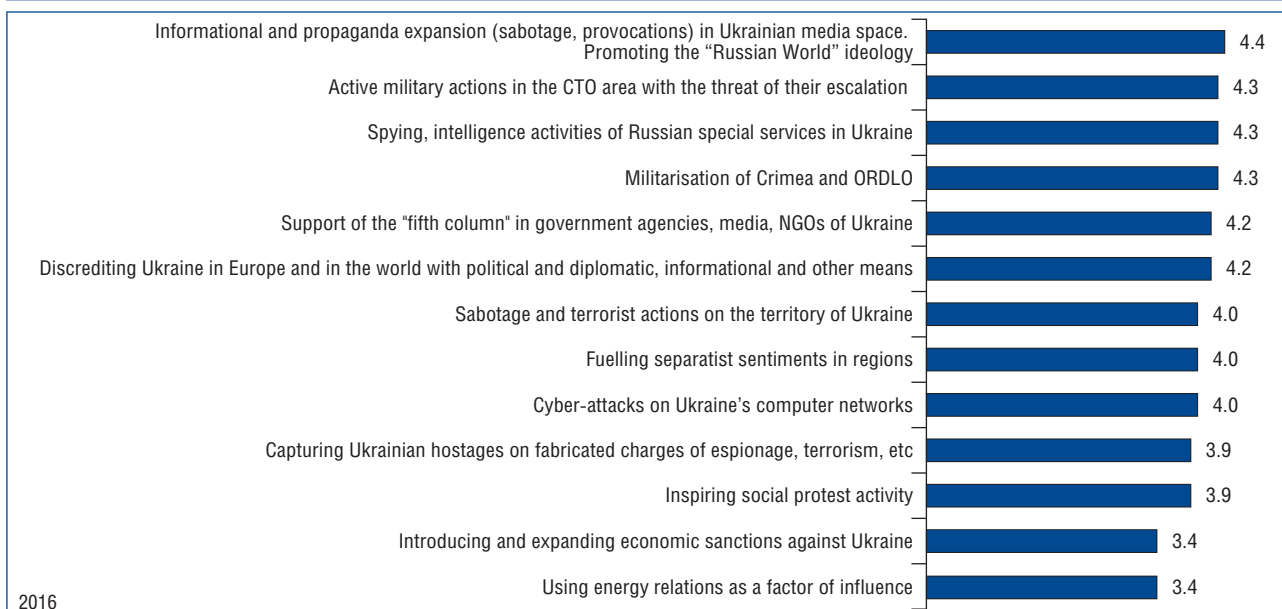 Informational and propaganda expansion (sabotage, provocations) in Ukrainian media space.
Promoting the “Russian World” ideology
4.4
Active military actions in the CTO area with the threat of their escalation
4.3
Spying, intelligence activities of Russian special services in Ukraine
4.3
Militarisation of Crimea and ORDLO
4.3
Support of the "fifth column" in government agencies, media, NGOs of Ukraine
4.2
Discrediting Ukraine in Europe and in the world with political and diplomatic, informational and other means
4.2
Sabotage and terrorist actions on the territory of Ukraine
4.0
Fuelling separatist sentiments in regions
4.0
Cyber-attacks on Ukraine’s computer networks
4.0
Capturing Ukrainian hostages on fabricated charges of espionage, terrorism, etc
3.9
Inspiring social protest activity
3.9
Introducing and expanding economic sanctions against Ukraine
3.4
Using energy relations as a factor of influence
3.4
2016